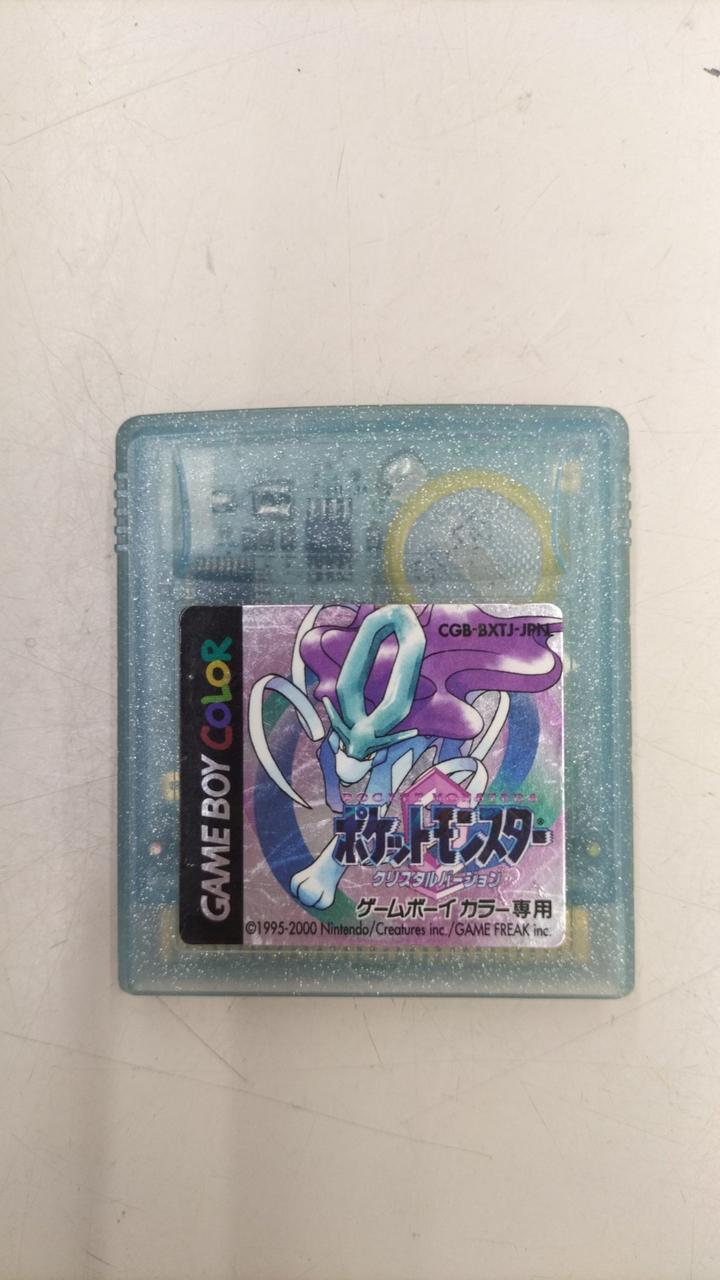 GAME BOY COLOR
CGB-BXTJ-JPN
POCKET MONSTERS
ポケットモンスター®
クリスタルバージョン
ゲームボーイ カラー専用
©1995-2000 Nintendo/Creatures inc./GAME FREAK inc.